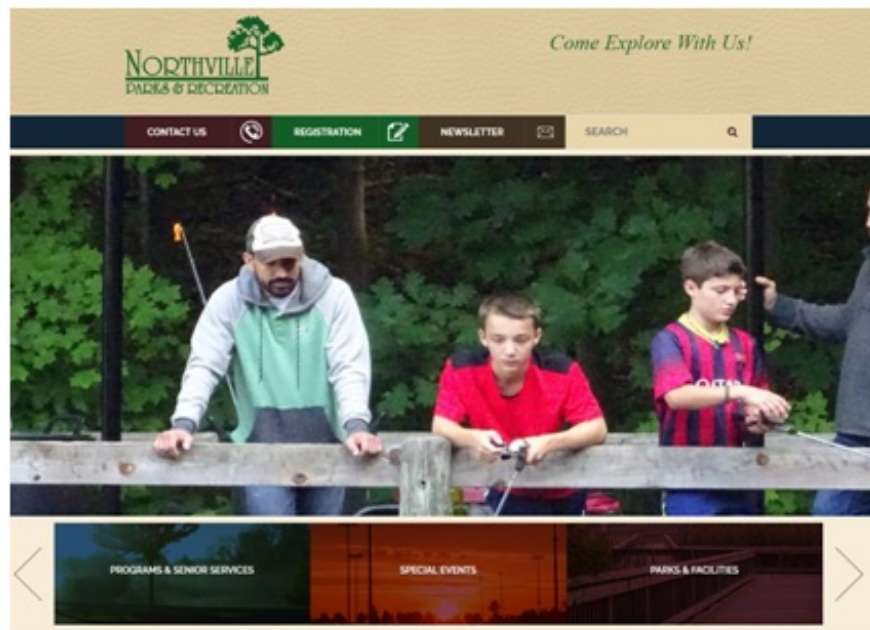 NORTHVILLE
PARKS & RECREATION
Come Explore With Us!
CONTACT US
REGISTRATION
NEWSLETTER
SEARCH
QATAR
PROGRAMS & SENIOR SERVICES
SPECIAL EVENTS
PARKS & FACILITIES